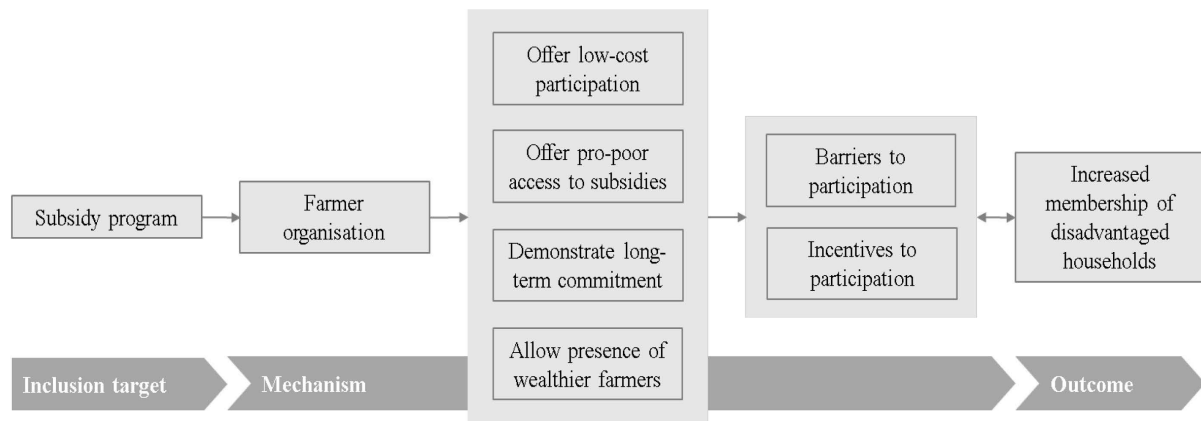 Subsidy program
Farmer
organisation
Offer low-cost
participation
Offer pro-poor
access to subsidies
Demonstrate long-
term commitment
Allow presence of
wealthier farmers
Barriers to
participation
Incentives to
participation
Increased
membership of
disadvantaged
households
Inclusion target
Mechanism
Outcome